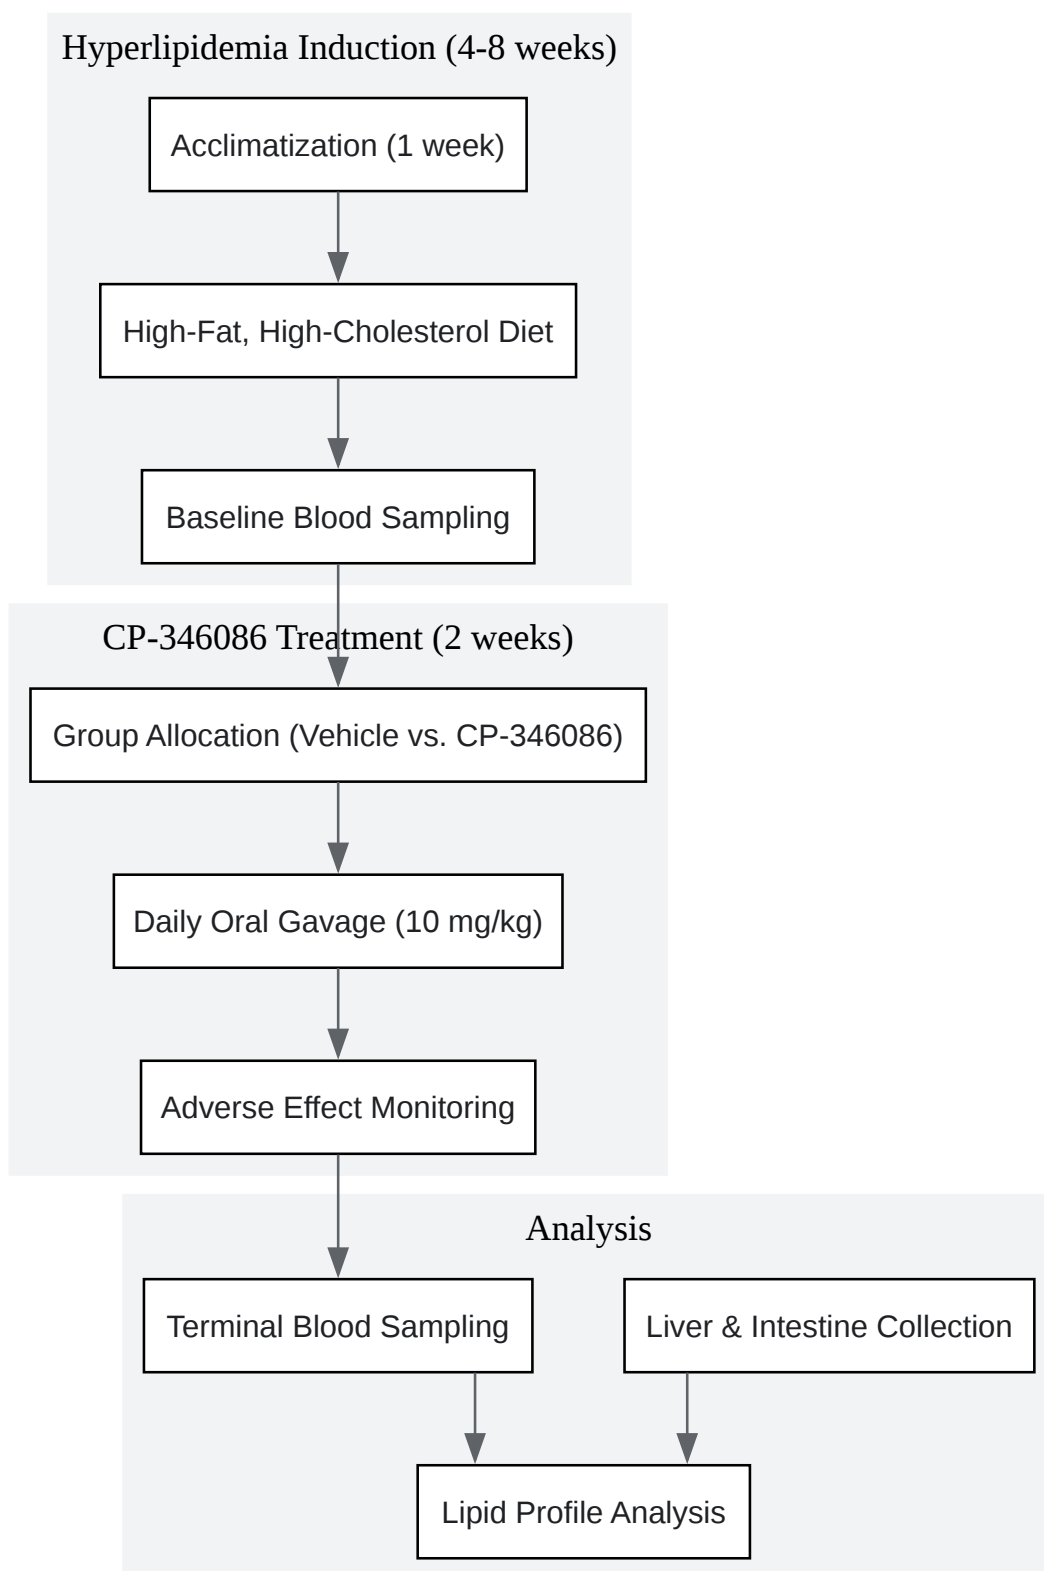 Hyperlipidemia Induction (4-8 weeks)
Acclimatization (1 week)
High-Fat, High-Cholesterol Diet
Baseline Blood Sampling
CP-346086 Treatment (2 weeks)
Group Allocation (Vehicle vs. CP-346086)
Daily Oral Gavage (10 mg/kg)
Adverse Effect Monitoring
Analysis
Terminal Blood Sampling
Liver & Intestine Collection
Lipid Profile Analysis